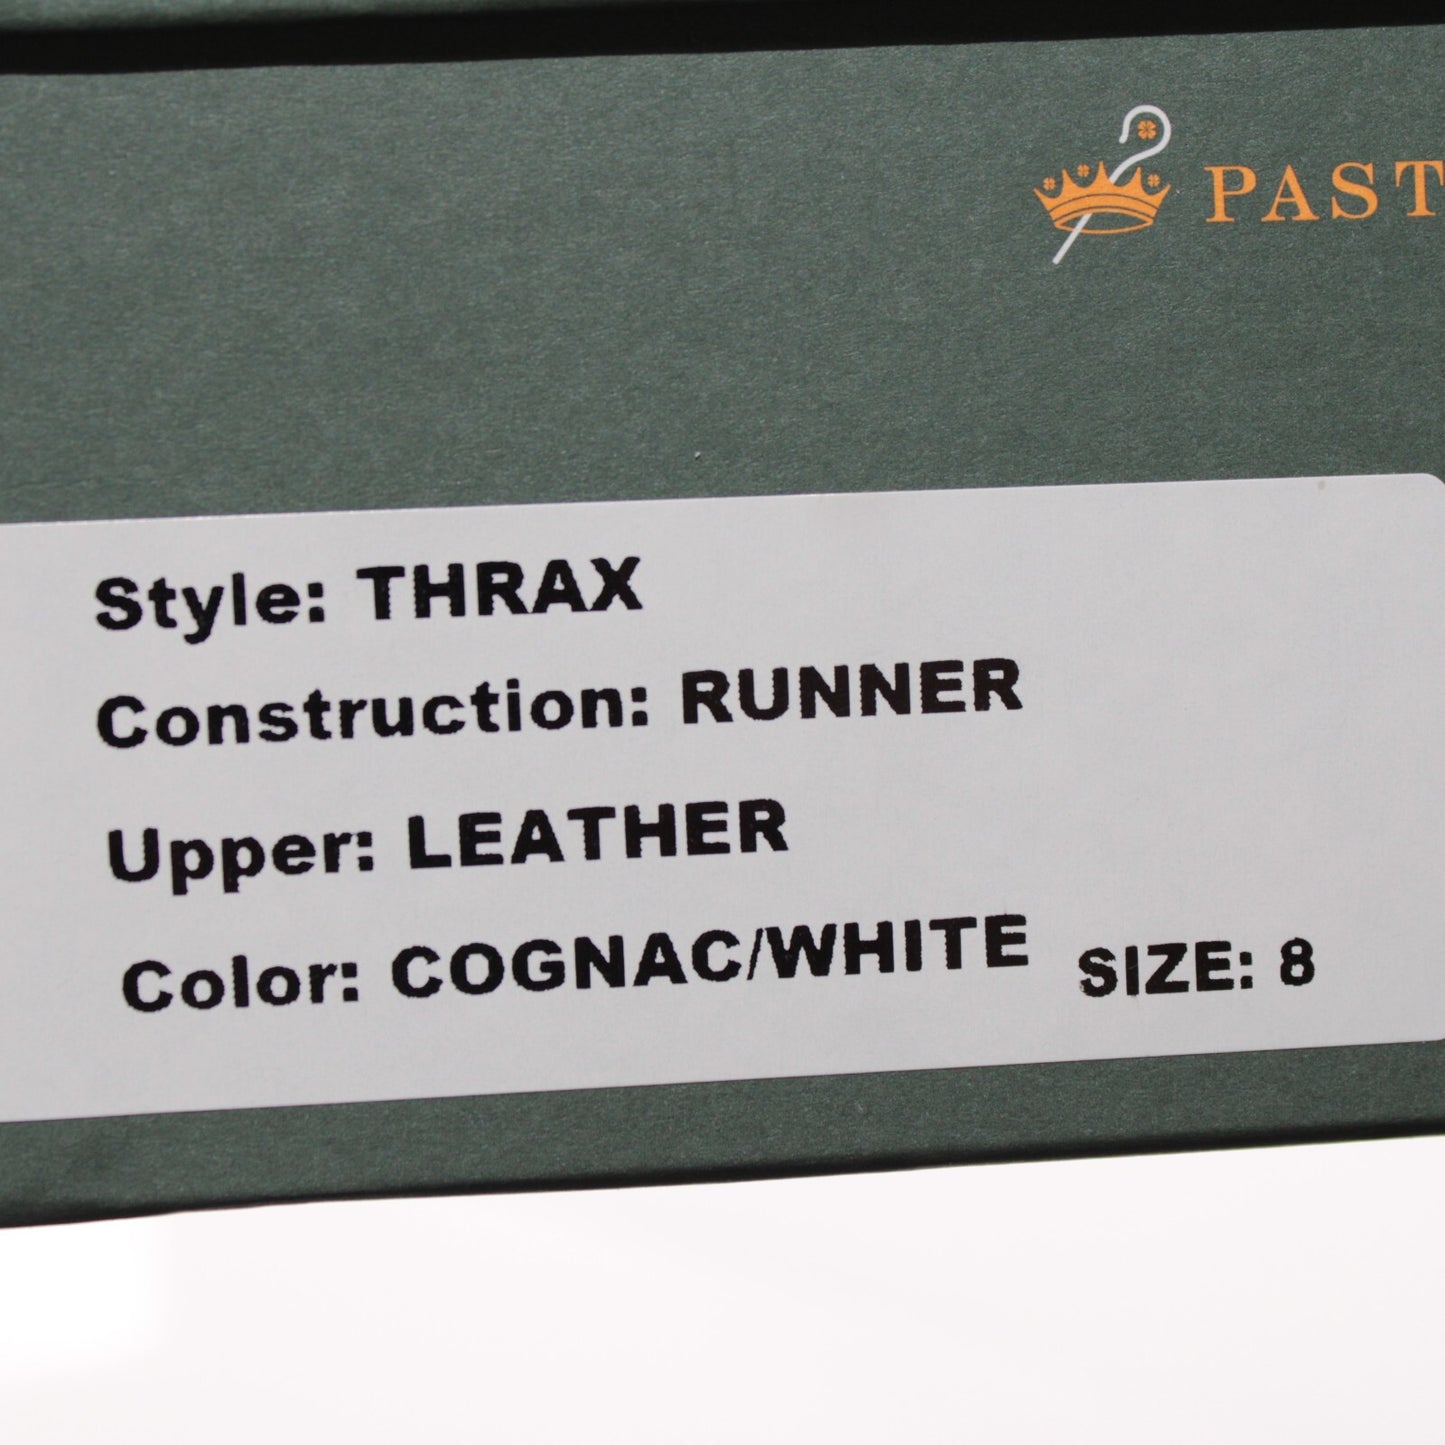 PAST
Style: THRAX
Construction: RUNNER
Upper: LEATHER
Color: COGNAC/WHITE SIZE: 8